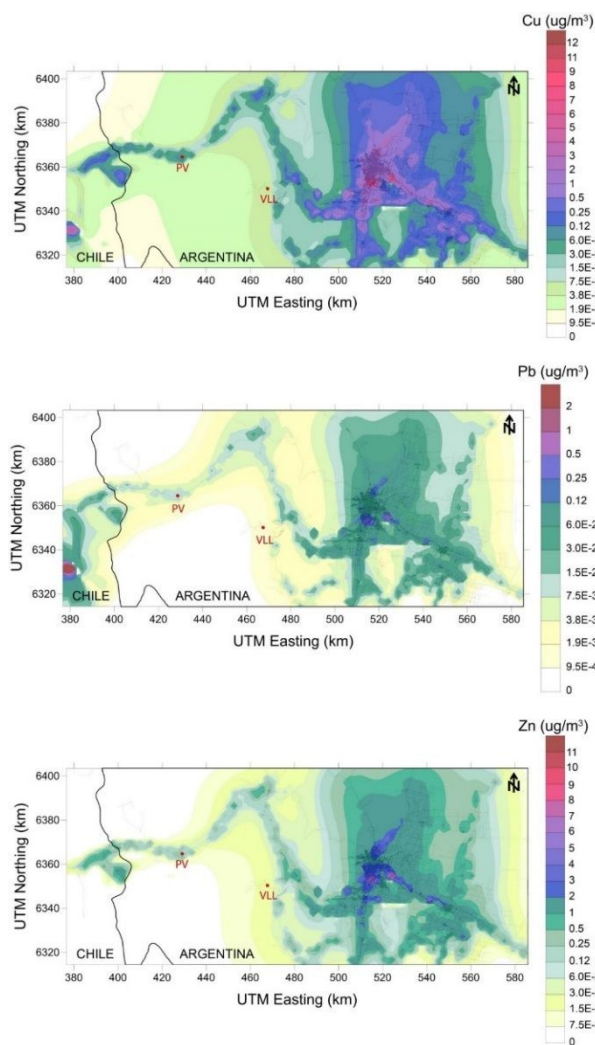 Cu (ug/m³)
12
11
9
8
7
6
5
4
3
2
1
0.5
0.25
0.12
6.0E-2
3.0E-2
1.5E-2
7.5E-
3.8E-
1.9E-
9.5E-
0
N
UTM Northing (km)
6400
6380
6360
6340
6320
PV
VLL
CHILE
ARGENTINA
380 400 420 440 460 480 500 520 540 560 580
UTM Easting (km)
Pb (ug/m³)
2
1
0.5
0.25
0.12
6.0E-2
3.0E-2
1.5E-2
7.5E-3
3.8E-3
1.9E-3
9.5E-4
0
N
UTM Northing (km)
6400
6380
6360
6340
6320
PV
VLL
CHILE
ARGENTINA
380 400 420 440 460 480 500 520 540 560 580
UTM Easting (km)
Zn (ug/m³)
11
10
9
8
7
6
5
4
3
2
1
0.5
0.25
0.12
6.0E-
3.0E-
1.5E-
7.5E-
0
N
UTM Northing (km)
6400
6380
6360
6340
6320
PV
VLL
CHILE
ARGENTINA
380 400 420 440 460 480 500 520 540 560 580
UTM Easting (km)